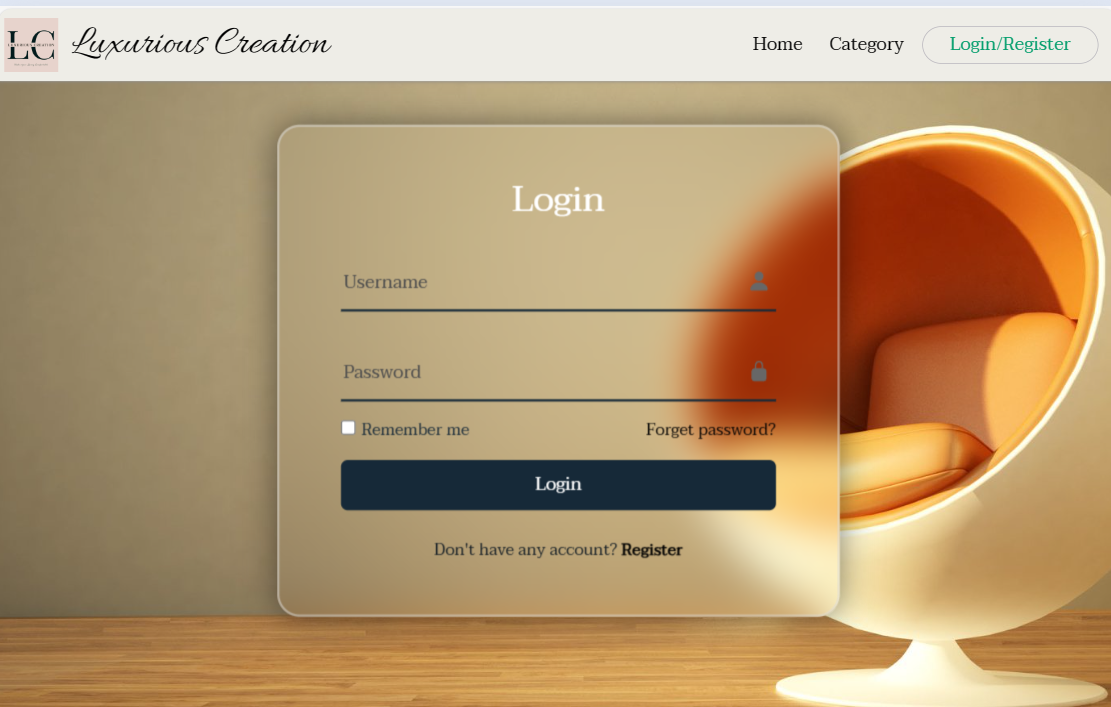 LC
Luxurious Creation
Home
Category
Login/Register
Login
Username
Password
Remember me
Forget password?
Login
Don't have any account? Register